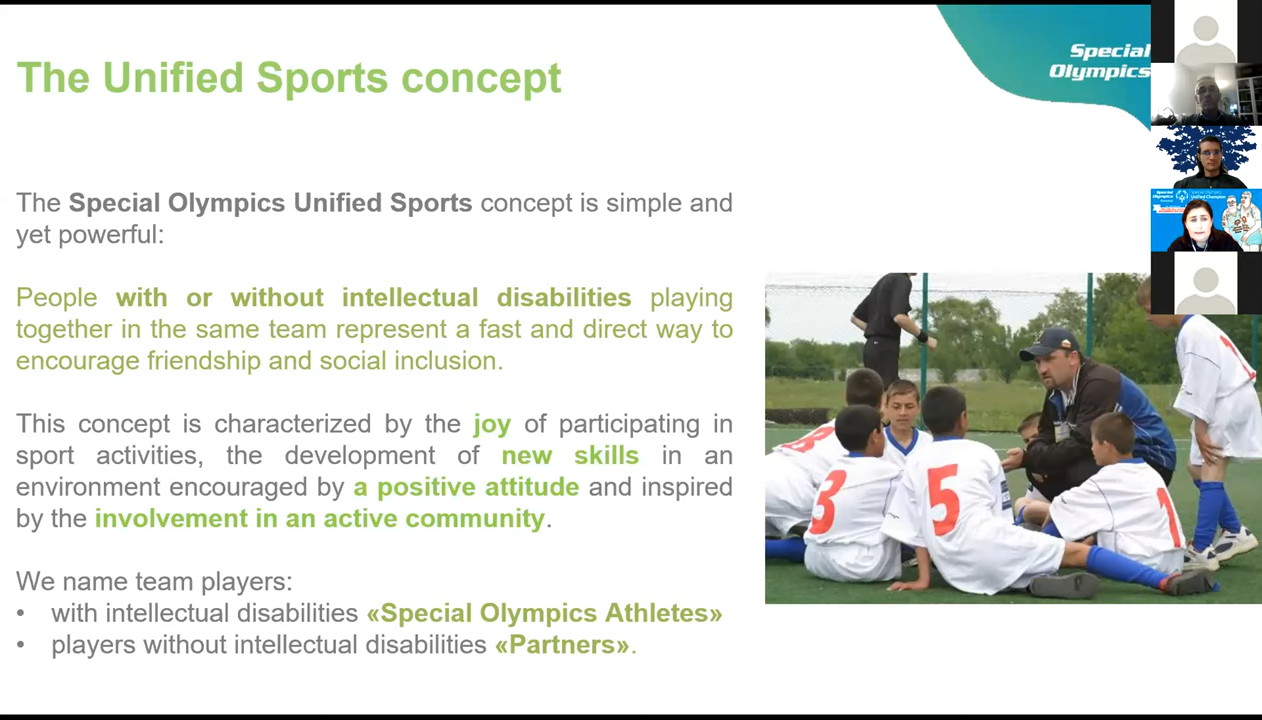 The Unified Sports concept
Special
Olympics
The Special Olympics Unified Sports concept is simple and
yet powerful:
People with or without intellectual disabilities playing
together in the same team represent a fast and direct way to
encourage friendship and social inclusion.
This concept is characterized by the joy of participating in
sport activities, the development of new skills in an
environment encouraged by a positive attitude and inspired
by the involvement in an active community.
We name team players:
• with intellectual disabilities «Special Olympics Athletes»
• players without intellectual disabilities «Partners».
3
5
1